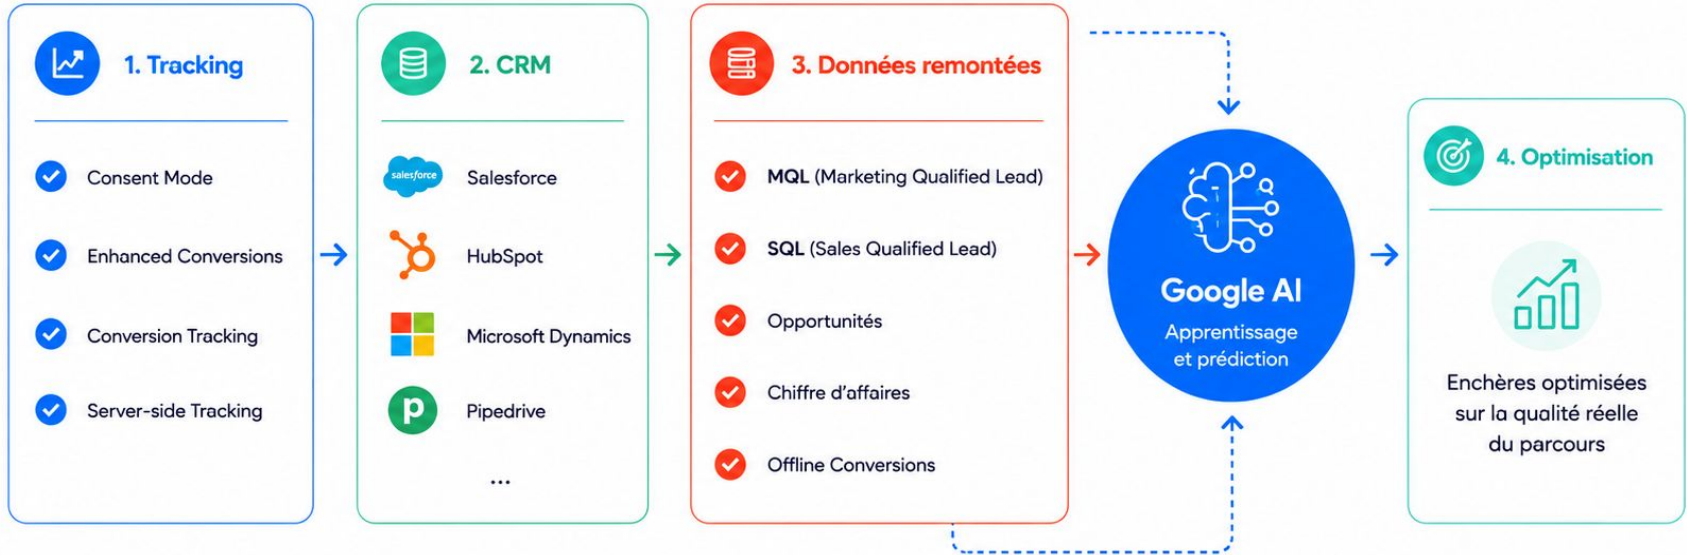 1. Tracking
Consent Mode
Enhanced Conversions
Conversion Tracking
Server-side Tracking
2. CRM
salesforce
Salesforce
HubSpot
Microsoft Dynamics
p
Pipedrive
...
3. Données remontées
MQL (Marketing Qualified Lead)
SQL (Sales Qualified Lead)
Opportunités
Chiffre d'affaires
Offline Conversions
Google AI
Apprentissage
et prédiction
4. Optimisation
Enchères optimisées
sur la qualité réelle
du parcours